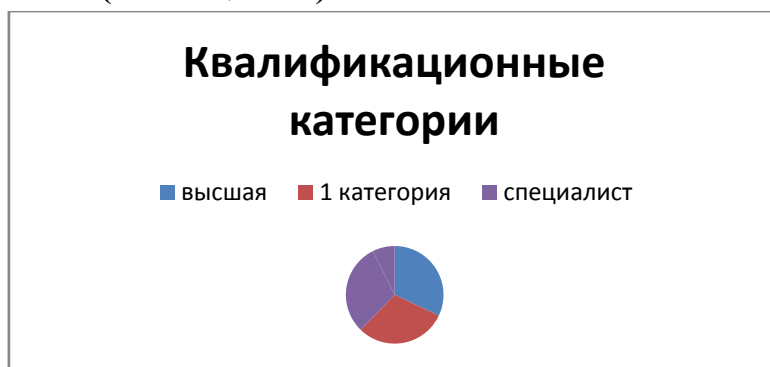 Квалификационные
категории
высшая 1 категория специалист